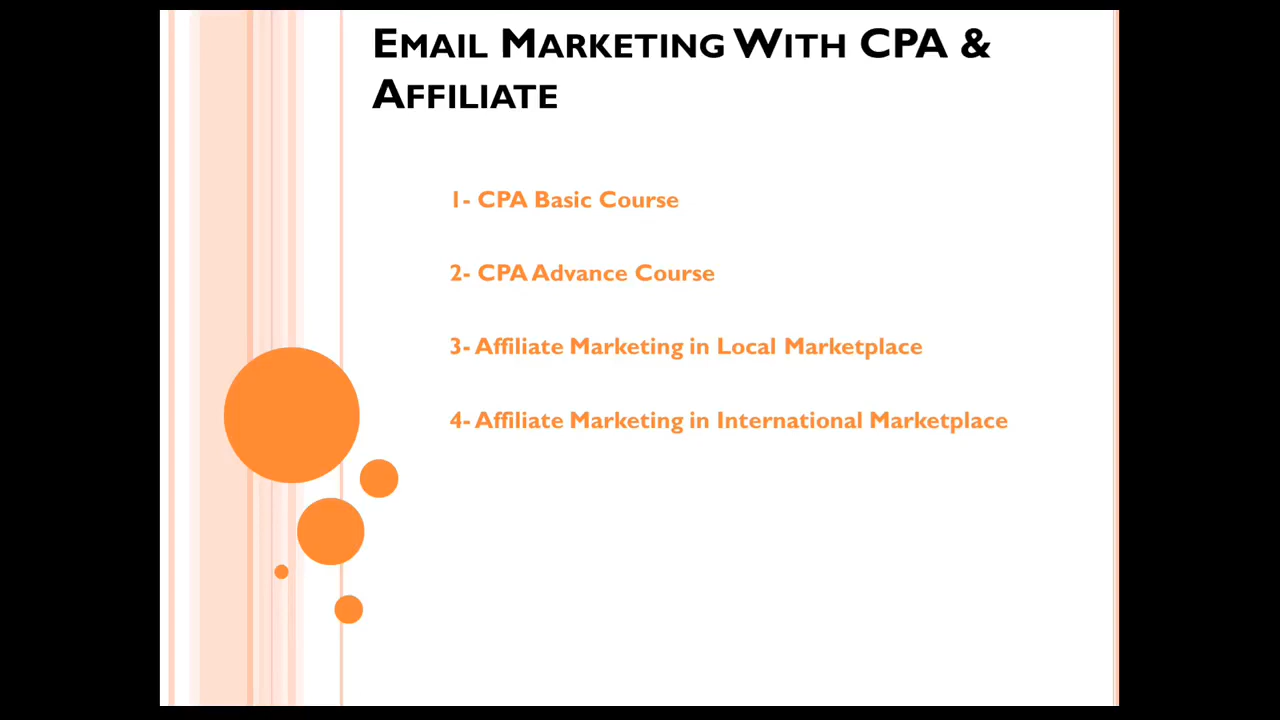 Email Marketing With CPA &
Affiliate
1- CPA Basic Course
2- CPA Advance Course
3- Affiliate Marketing in Local Marketplace
4- Affiliate Marketing in International Marketplace